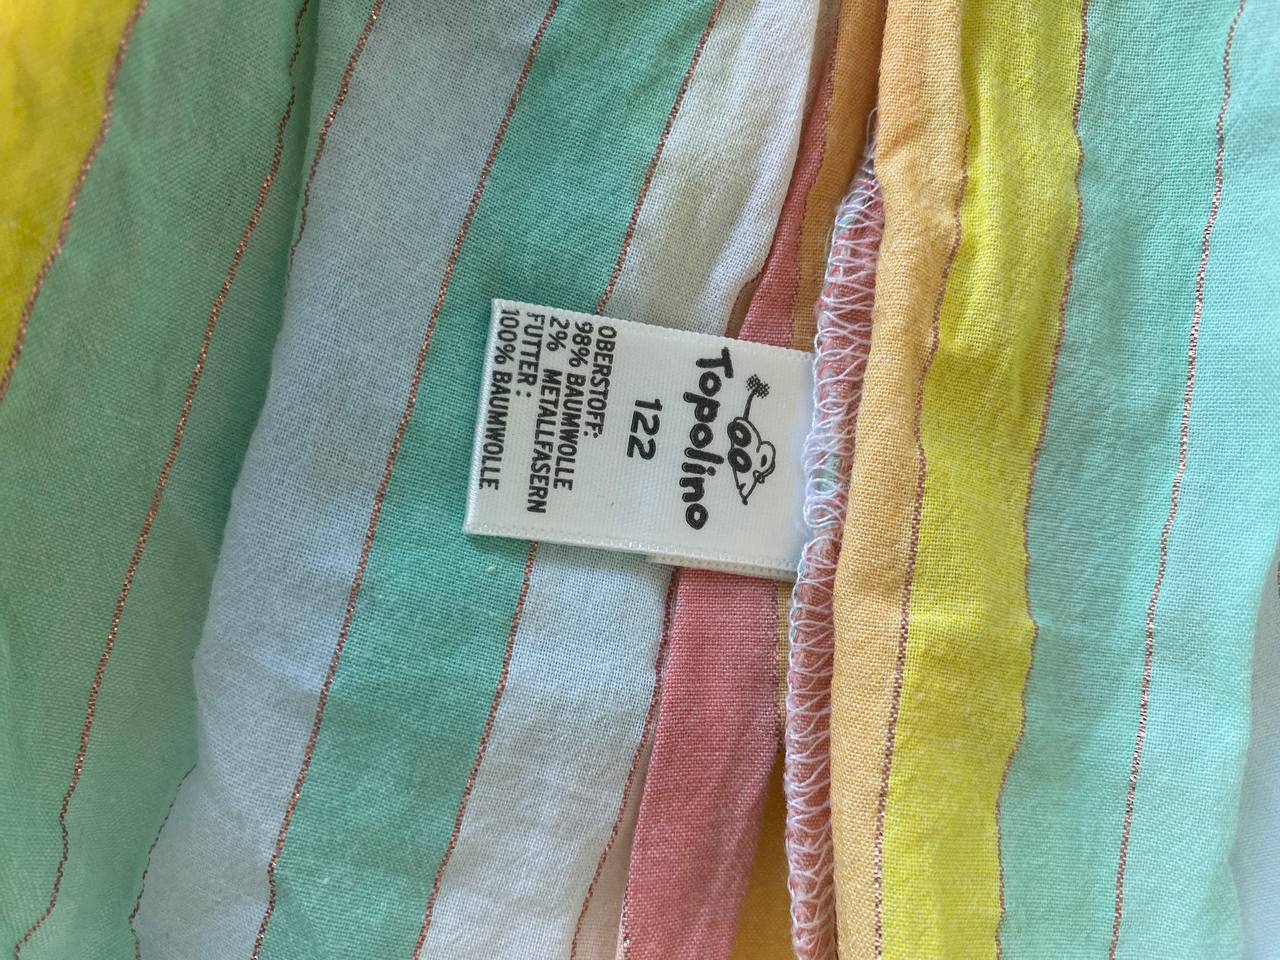 Topolino
122
OBERSTOFF:
98% BAUMWOLLE
2% METALLFASERN
FUTTER :
100% BAUMWOLLE